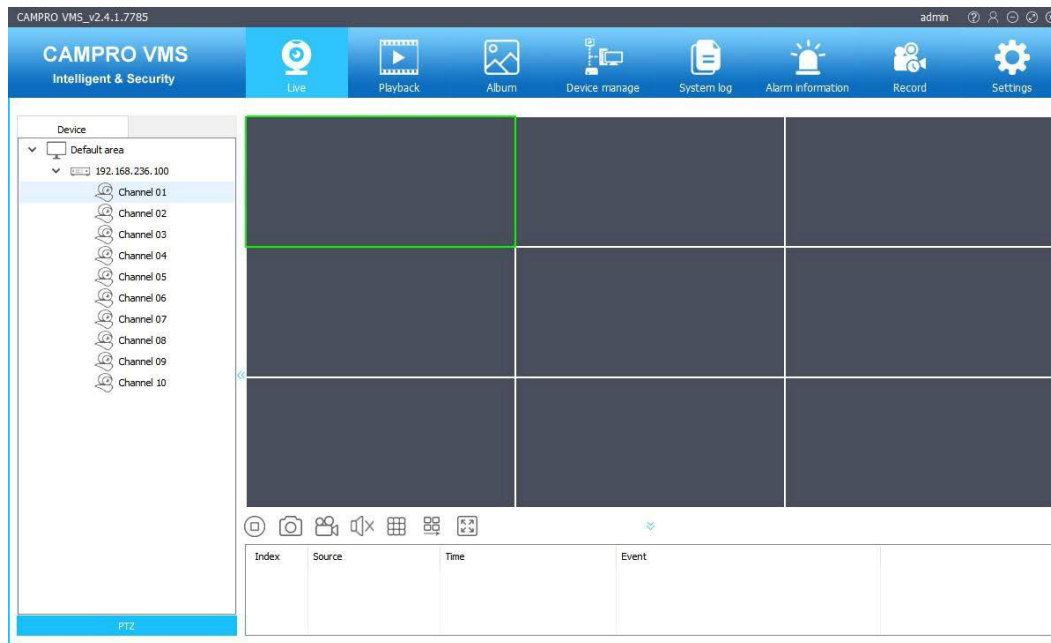 CAMPRO VMS_v2.4.1.7785 admin
CAMPRO VMS
Intelligent & Security
Live Playback Album Device manage System log Alarm information Record Settings
Device
Default area
192.168.236.100
Channel 01
Channel 02
Channel 03
Channel 04
Channel 05
Channel 06
Channel 07
Channel 08
Channel 09
Channel 10
Index Source Time Event
PTZ